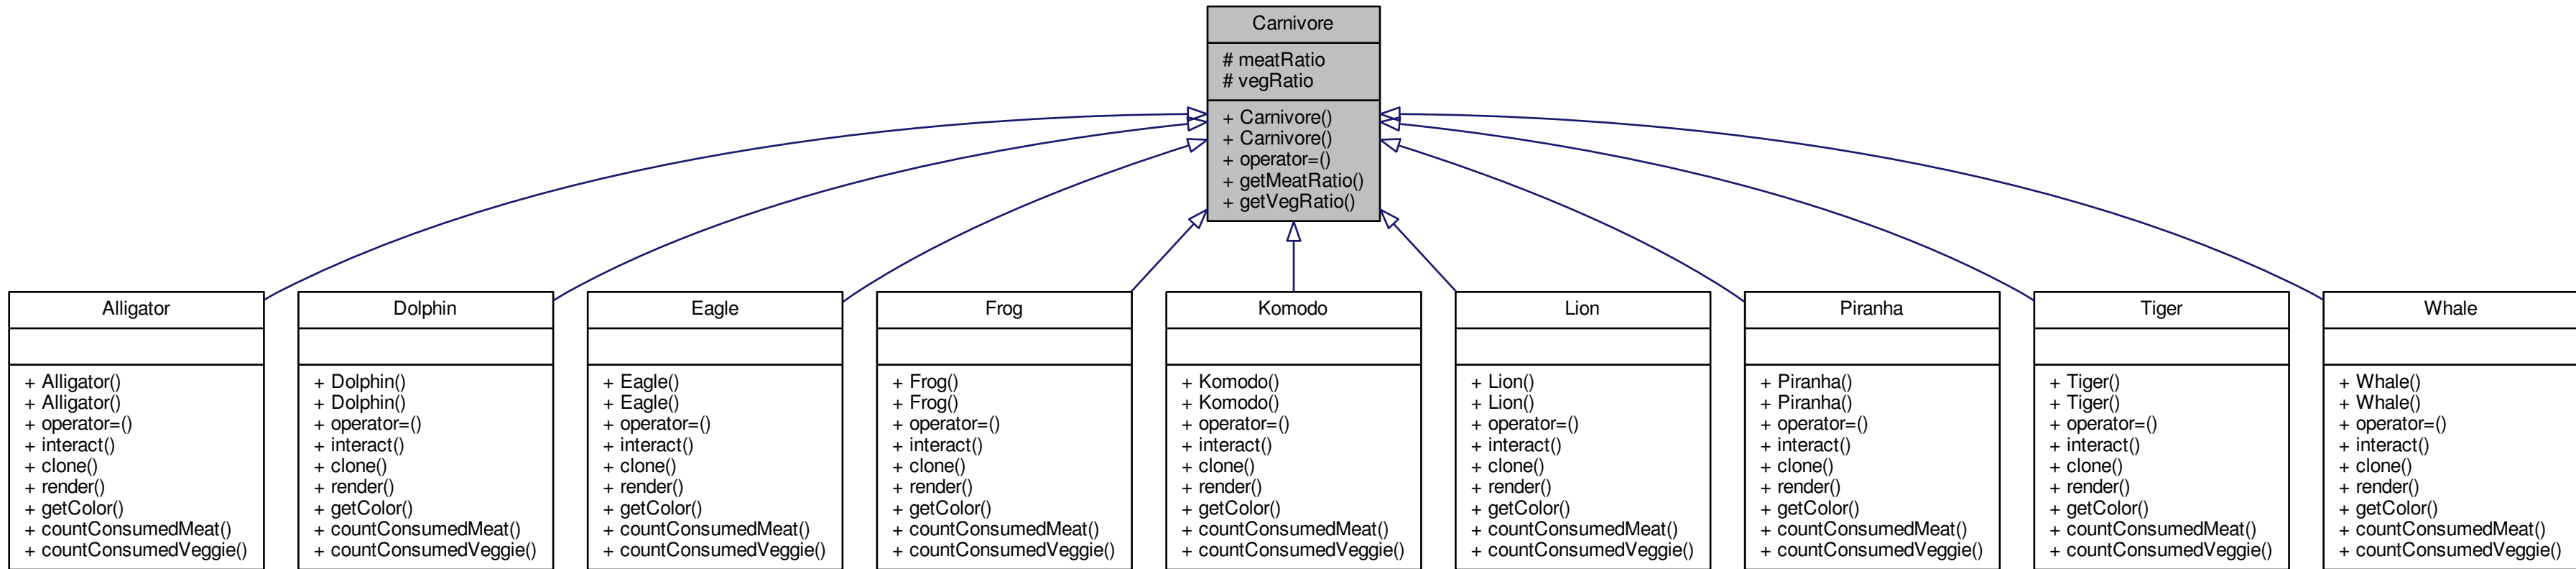 Carnivore
# meatRatio
# vegRatio
+ Carnivore()
+ Carnivore()
+ operator=()
+ getMeatRatio()
+ getVegRatio()
Alligator
+ Alligator()
+ Alligator()
+ operator=()
+ interact()
+ clone()
+ render()
+ getColor()
+ countConsumedMeat()
+ countConsumedVeggie()
Dolphin
+ Dolphin()
+ Dolphin()
+ operator=()
+ interact()
+ clone()
+ render()
+ getColor()
+ countConsumedMeat()
+ countConsumedVeggie()
Eagle
+ Eagle()
+ Eagle()
+ operator=()
+ interact()
+ clone()
+ render()
+ getColor()
+ countConsumedMeat()
+ countConsumedVeggie()
Frog
+ Frog()
+ Frog()
+ operator=()
+ interact()
+ clone()
+ render()
+ getColor()
+ countConsumedMeat()
+ countConsumedVeggie()
Komodo
+ Komodo()
+ Komodo()
+ operator=()
+ interact()
+ clone()
+ render()
+ getColor()
+ countConsumedMeat()
+ countConsumedVeggie()
Lion
+ Lion()
+ Lion()
+ operator=()
+ interact()
+ clone()
+ render()
+ getColor()
+ countConsumedMeat()
+ countConsumedVeggie()
Piranha
+ Piranha()
+ Piranha()
+ operator=()
+ interact()
+ clone()
+ render()
+ getColor()
+ countConsumedMeat()
+ countConsumedVeggie()
Tiger
+ Tiger()
+ Tiger()
+ operator=()
+ interact()
+ clone()
+ render()
+ getColor()
+ countConsumedMeat()
+ countConsumedVeggie()
Whale
+ Whale()
+ Whale()
+ operator=()
+ interact()
+ clone()
+ render()
+ getColor()
+ countConsumedMeat()
+ countConsumedVeggie()